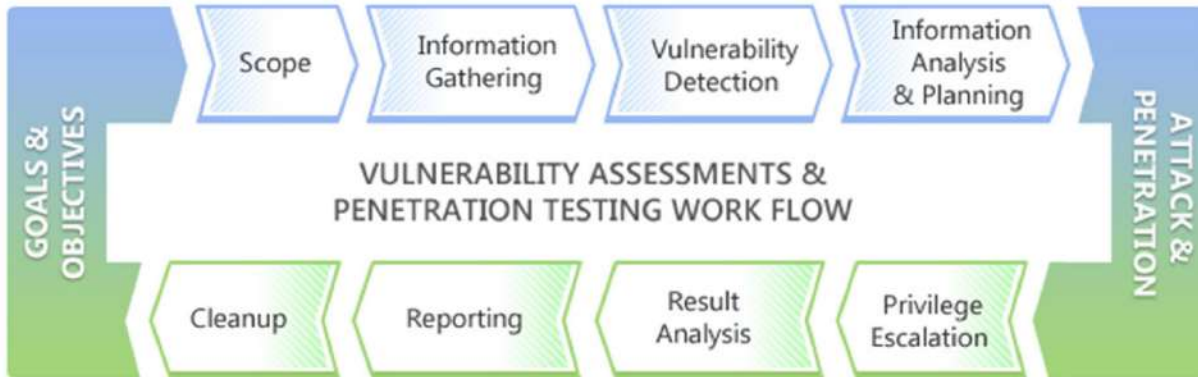 GOALS &
OBJECTIVES
Scope
Information
Gathering
Vulnerability
Detection
Information
Analysis
& Planning
ATTACK &
PENETRATION
VULNERABILITY ASSESSMENTS &
PENETRATION TESTING WORK FLOW
Cleanup
Reporting
Result
Analysis
Privilege
Escalation